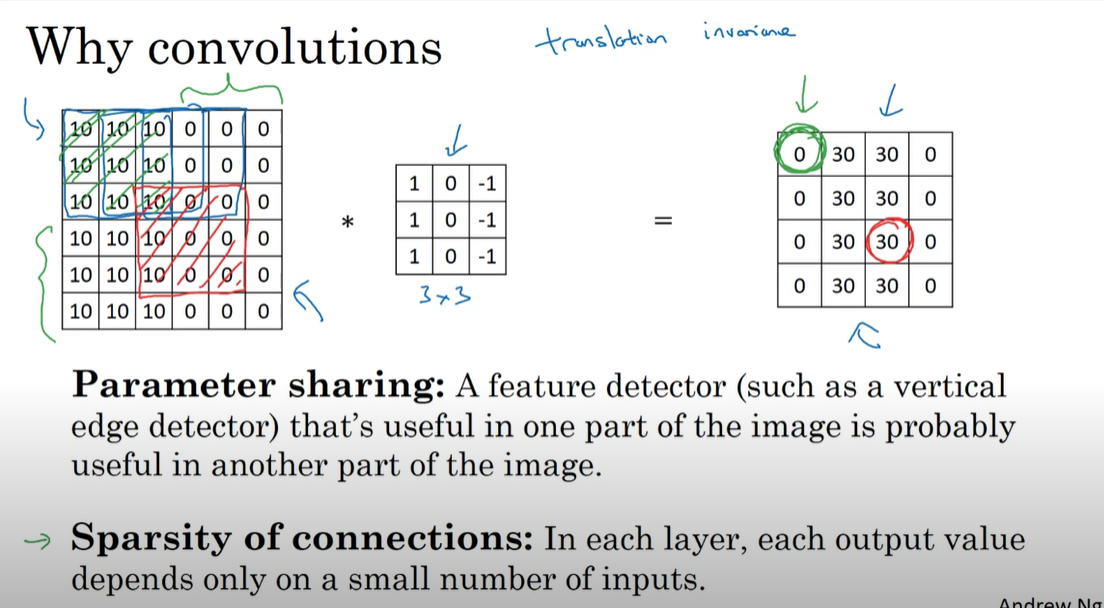 Why convolutions
translation invariance
10 10 10 0 0 0
10 10 10 0 0 0
10 10 10 0 0 0
10 10 10 0 0 0
10 10 10 0 0 0
10 10 10 0 0 0
*
1 0 -1
1 0 -1
1 0 -1
3×3
=
0 30 30 0
0 30 30 0
0 30 30 0
0 30 30 0
Parameter sharing: A feature detector (such as a vertical
edge detector) that's useful in one part of the image is probably
useful in another part of the image.
→ Sparsity of connections: In each layer, each output value
depends only on a small number of inputs.
Andrew Ng